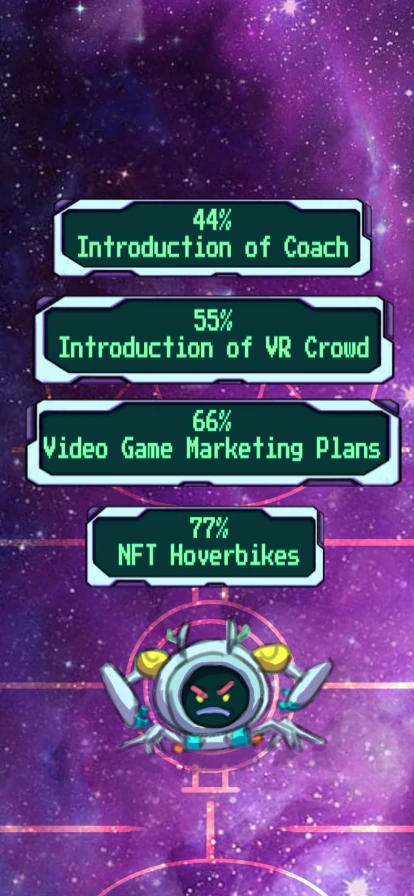 44%
Introduction of Coach
55%
Introduction of VR Crowd
66%
Video Game Marketing Plans
77%
NFT Hoverbikes